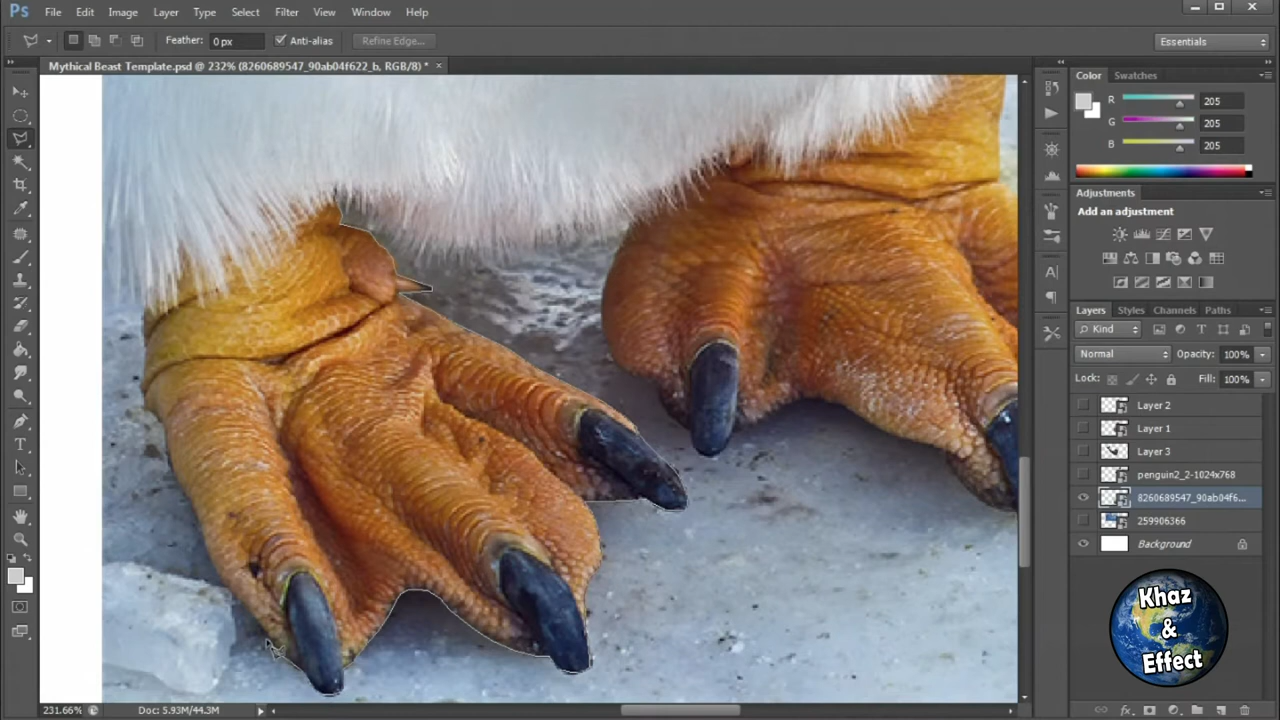 Ps File Edit Image Layer Type Select Filter View Window Help
Feather: 0 px Anti-alias Refine Edge... Essentials
Mythical Beast Template.psd @ 232% (8260689547_90ab04f622_b, RGB/8) * ×
Color Swatches
R 205
G 205
B 205
Adjustments
Add an adjustment
Layers Styles Channels Paths
Kind
Normal Opacity: 100%
Lock: Fill: 100%
Layer 2
Layer 1
Layer 3
penguin2_2-1024x768
8260689547_90ab04f6...
259906366
Background
Khaz
&
Effect
231.66% Doc: 5.93M/44.3M